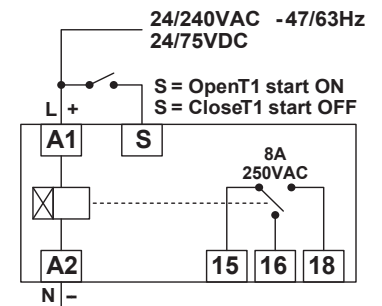 24/240VAC -47/63Hz
24/75VDC
S = OpenT1 start ON
S = CloseT1 start OFF
L +
A1 S
8A
250VAC
A2 15 16 18
N –